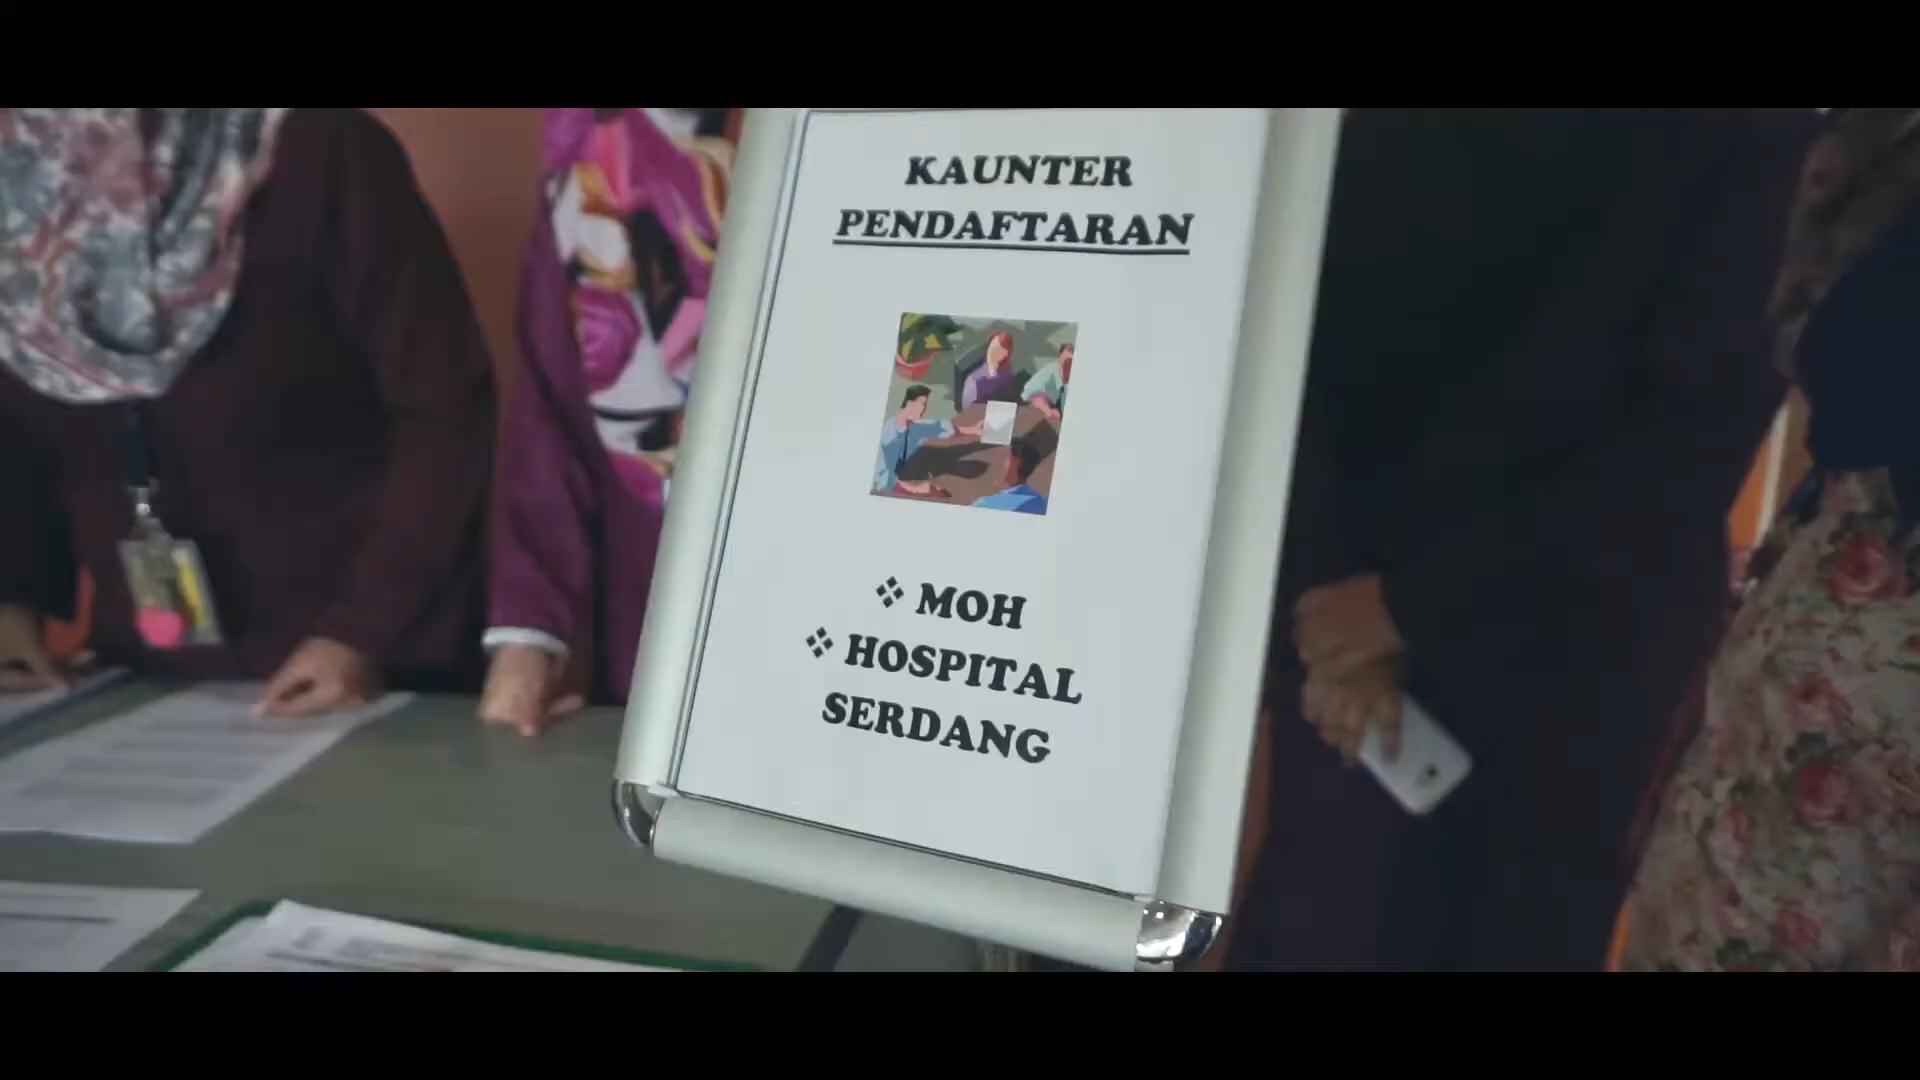 KAUNTER
PENDAFTARAN
❖ MOH
❖ HOSPITAL
SERDANG